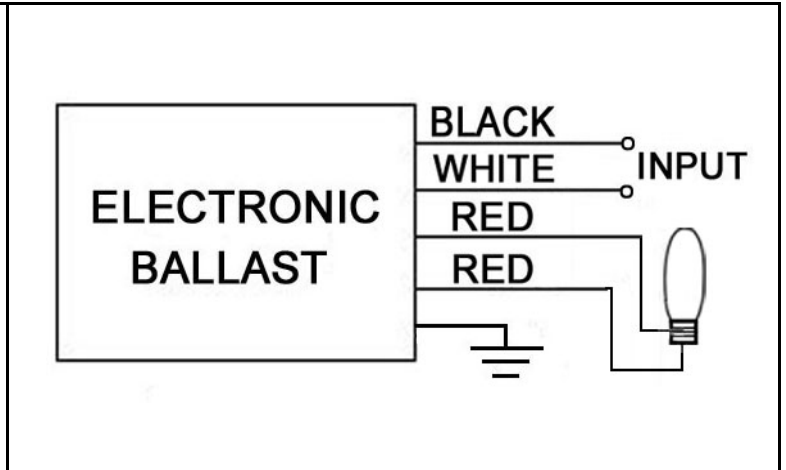 ELECTRONIC
BALLAST
BLACK
WHITE
INPUT
RED
RED